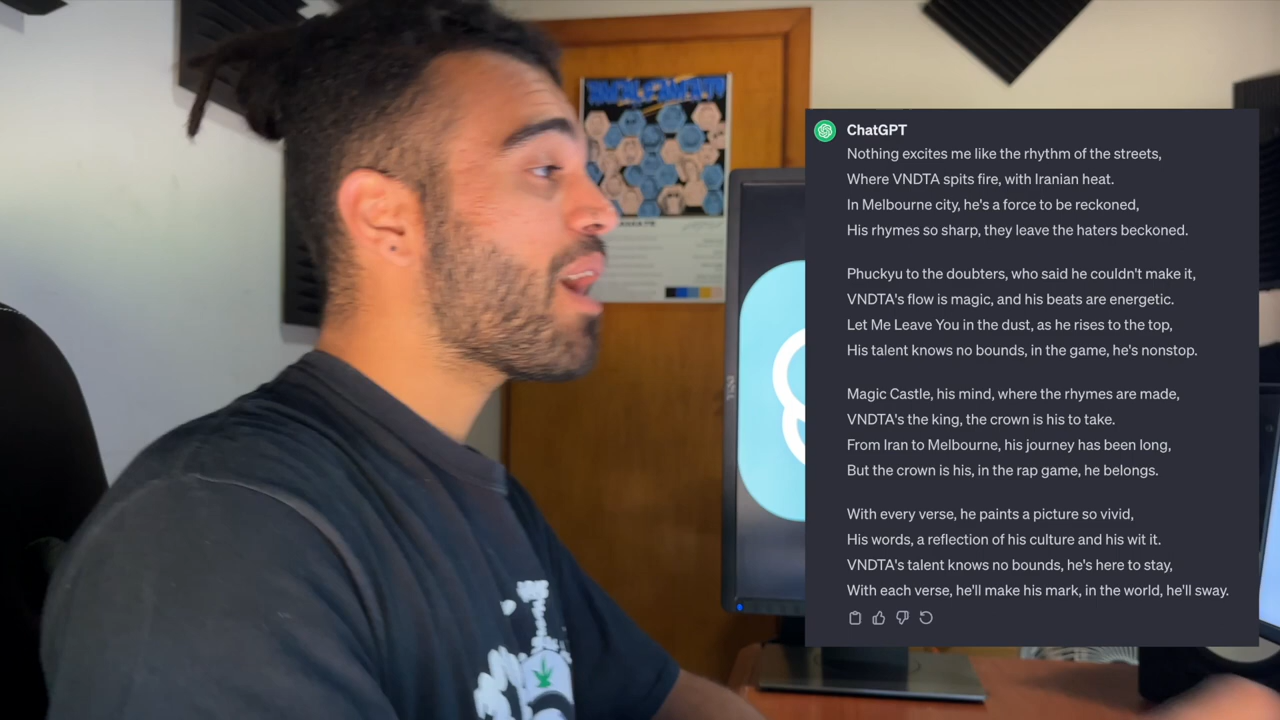 ChatGPT
Nothing excites me like the rhythm of the streets,
Where VNDTA spits fire, with Iranian heat.
In Melbourne city, he's a force to be reckoned,
His rhymes so sharp, they leave the haters beckoned.
Phuckyu to the doubters, who said he couldn't make it,
VNDTA's flow is magic, and his beats are energetic.
Let Me Leave You in the dust, as he rises to the top,
His talent knows no bounds, in the game, he's nonstop.
Magic Castle, his mind, where the rhymes are made,
VNDTA's the king, the crown is his to take.
From Iran to Melbourne, his journey has been long,
But the crown is his, in the rap game, he belongs.
With every verse, he paints a picture so vivid,
His words, a reflection of his culture and his wit it.
VNDTA's talent knows no bounds, he's here to stay,
With each verse, he'll make his mark, in the world, he'll sway.